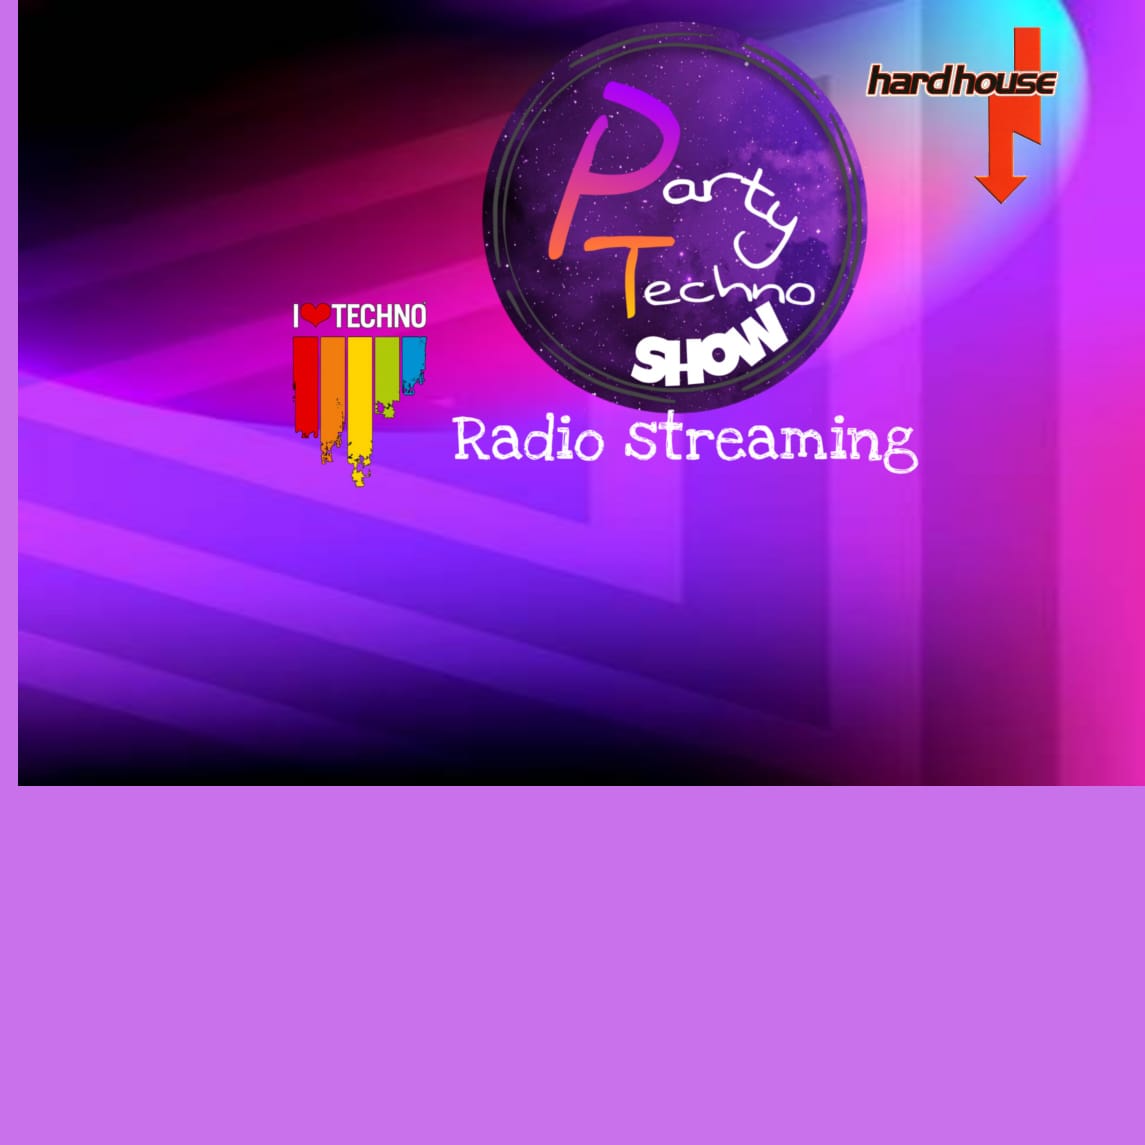 hardhouse
Party
Techno
SHOW
I ❤ TECHNO
Radio streaming